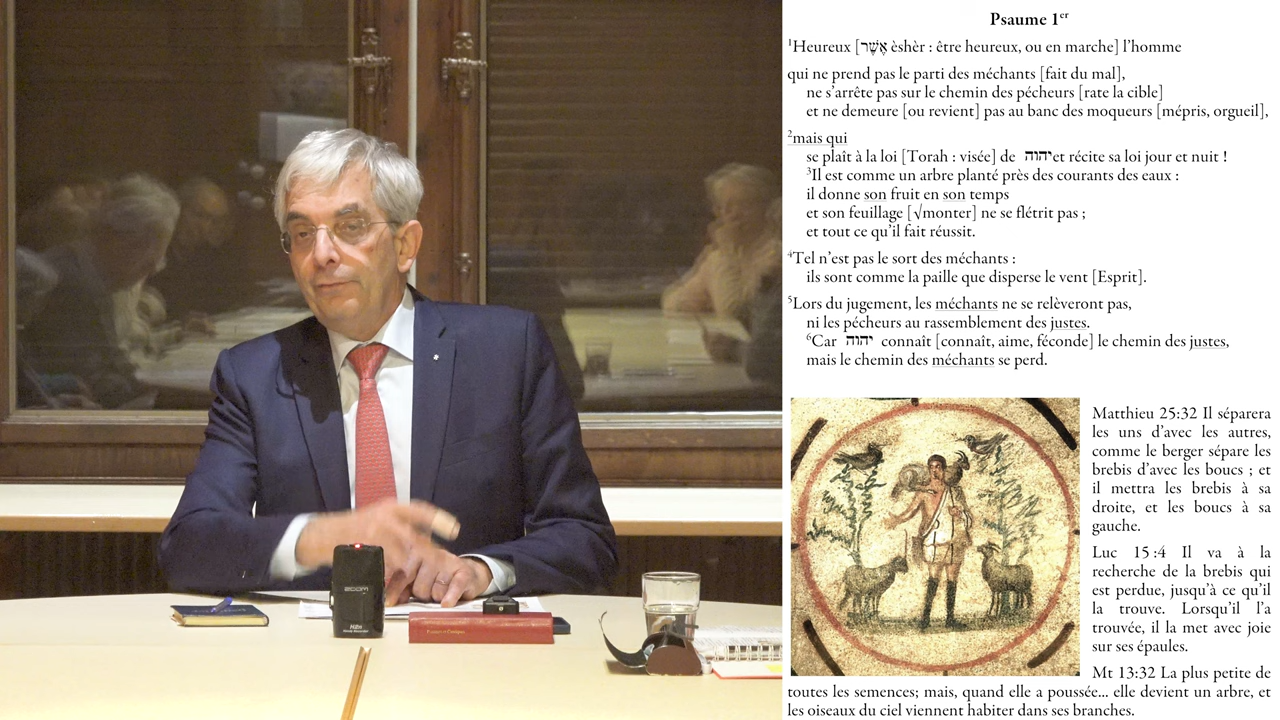 Psaume 1er
1Heureux [אֶשֶׁר èshèr : être heureux, ou en marche] l’homme
qui ne prend pas le parti des méchants [fait du mal],
ne s’arrête pas sur le chemin des pécheurs [rate la cible]
et ne demeure [ou revient] pas au banc des moqueurs [mépris, orgueil],
2mais qui
se plaît à la loi [Torah : visée] de יהוה et récite sa loi jour et nuit !
3Il est comme un arbre planté près des courants des eaux :
il donne son fruit en son temps
et son feuillage [√monter] ne se flétrit pas ;
et tout ce qu’il fait réussit.
4Tel n’est pas le sort des méchants :
ils sont comme la paille que disperse le vent [Esprit].
5Lors du jugement, les méchants ne se relèveront pas,
ni les pécheurs au rassemblement des justes.
6Car יהוה connaît [connaît, aime, féconde] le chemin des justes,
mais le chemin des méchants se perd.
Matthieu 25:32 Il séparera
les uns d’avec les autres,
comme le berger sépare les
brebis d’avec les boucs ; et
il mettra les brebis à sa
droite, et les boucs à sa
gauche.
Luc 15:4 Il va à la
recherche de la brebis qui
est perdue, jusqu’à ce qu’il
la trouve. Lorsqu’il l’a
trouvée, il la met avec joie
sur ses épaules.
Mt 13:32 La plus petite de
toutes les semences; mais, quand elle a poussée... elle devient un arbre, et
les oiseaux du ciel viennent habiter dans ses branches.
zoom
H2n